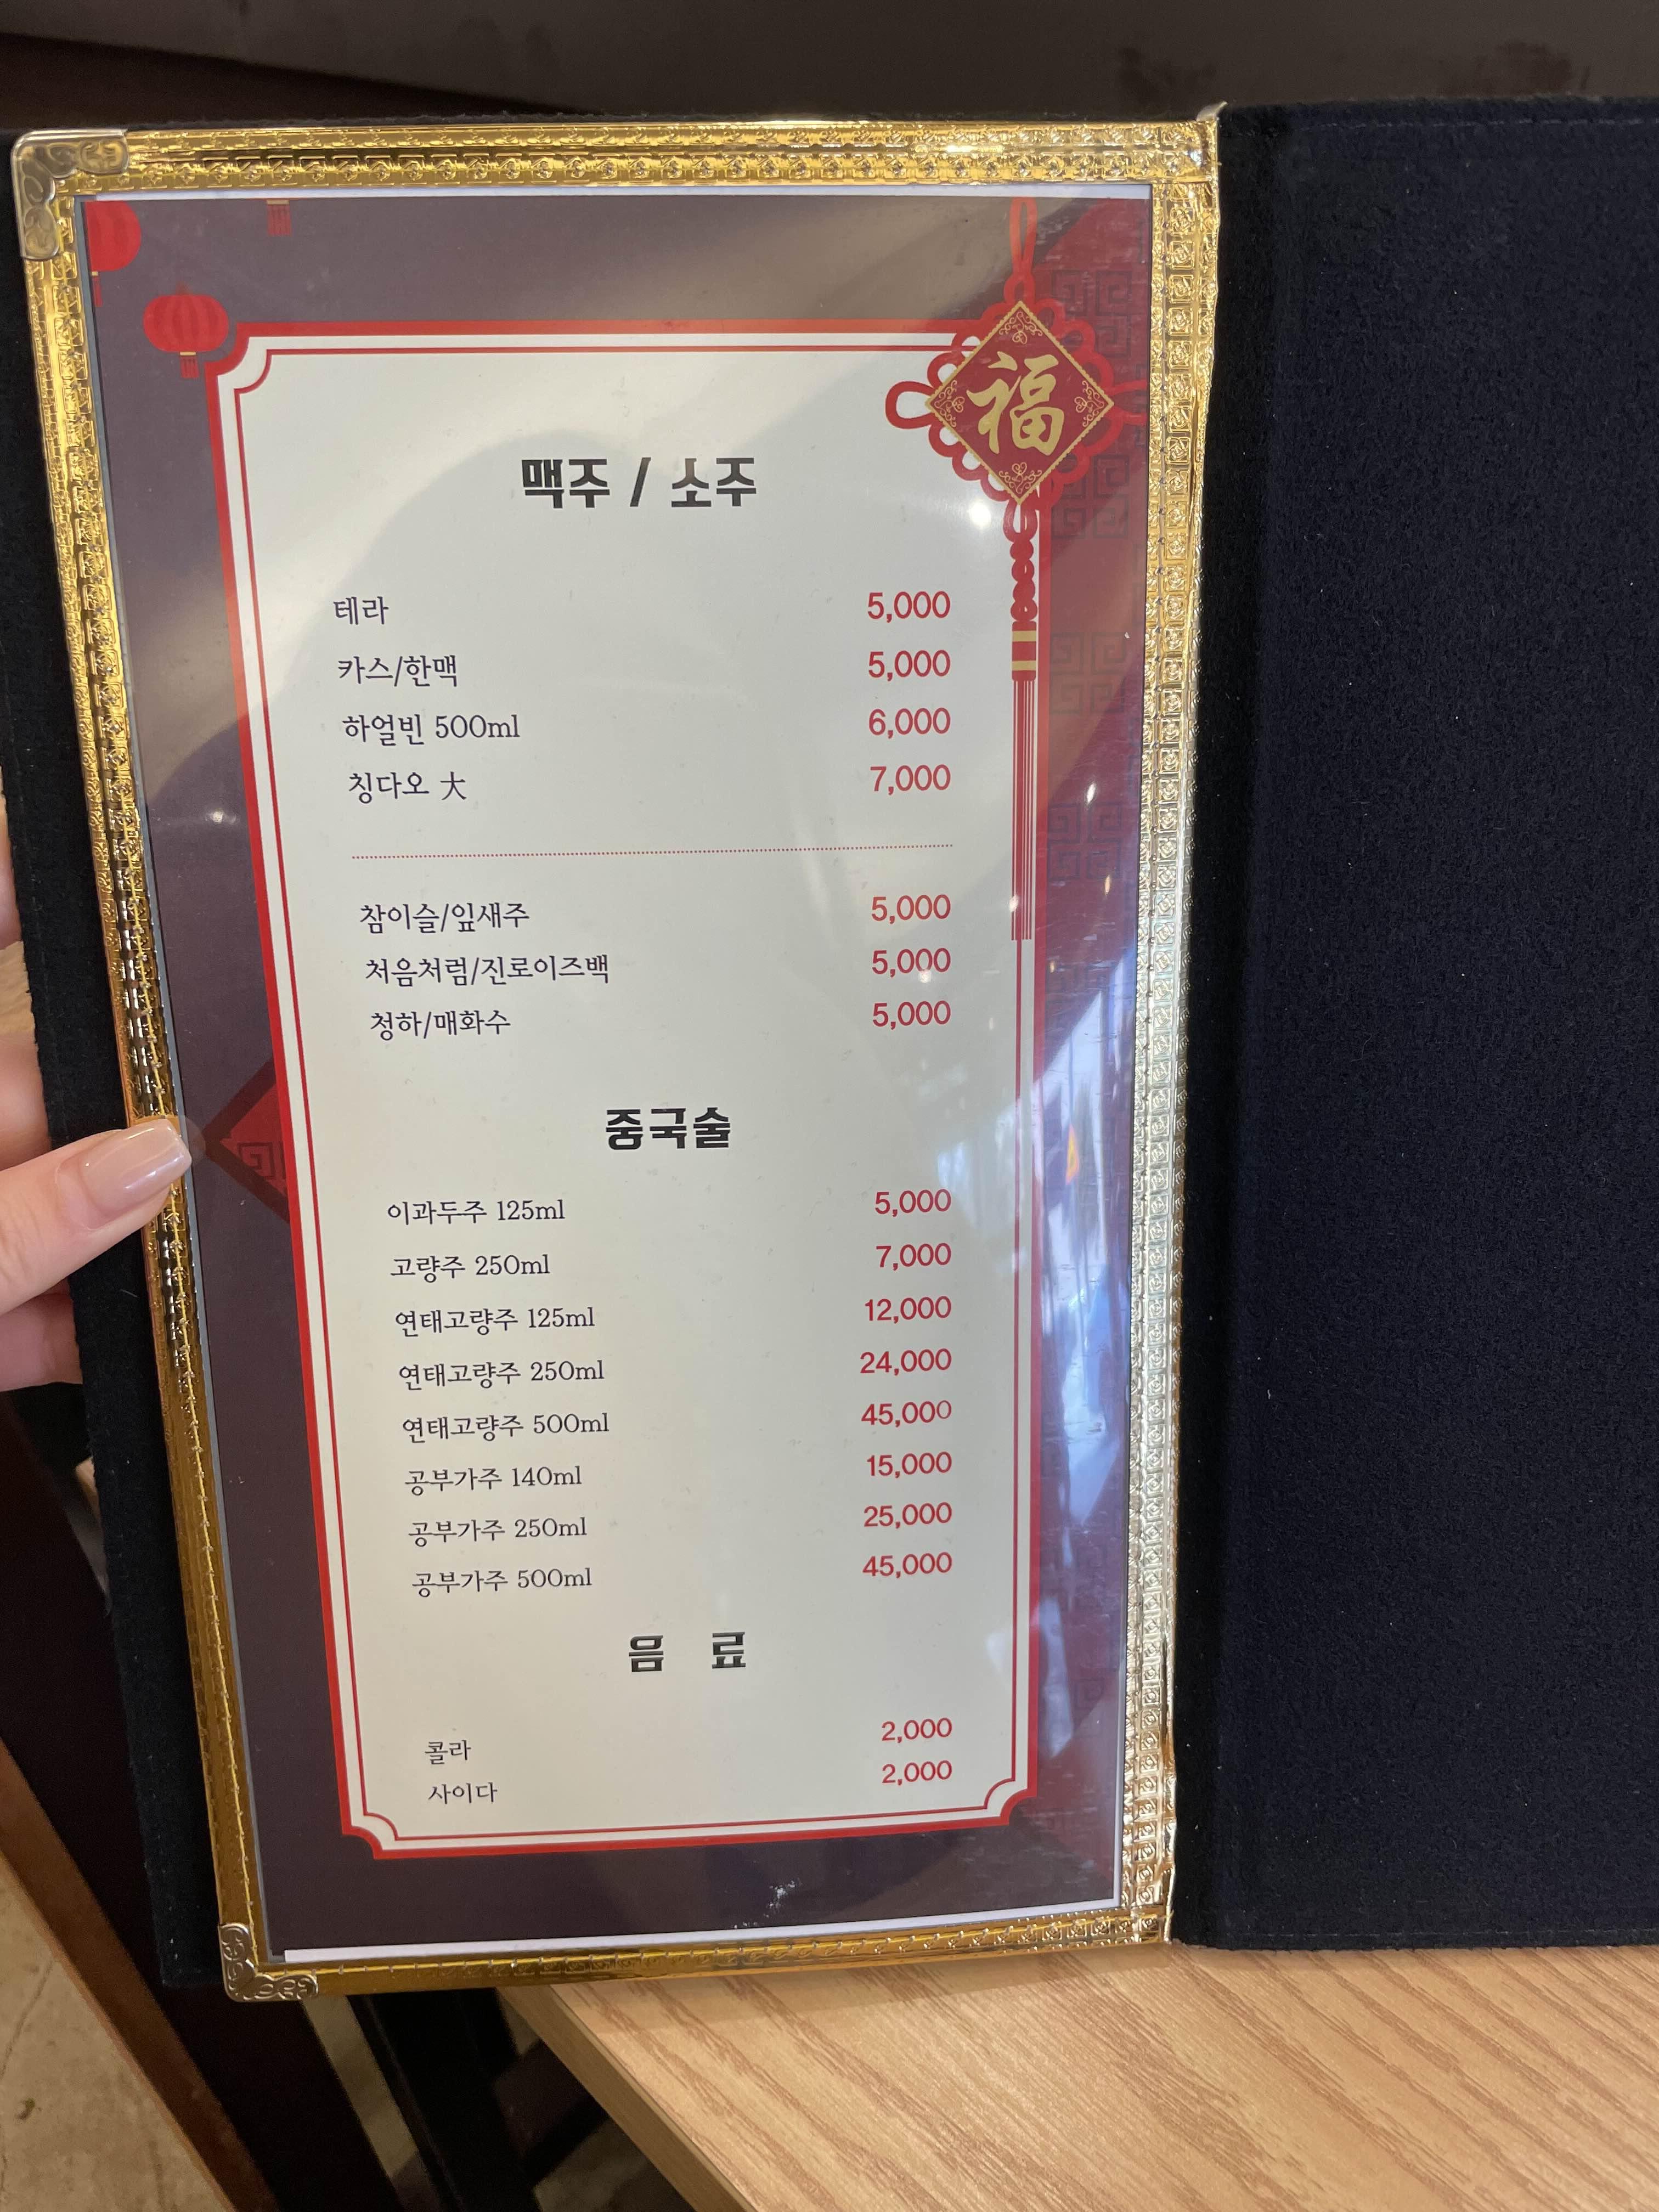 福
맥주 / 소주
테라 5,000
카스/한맥 5,000
하얼빈 500ml 6,000
칭다오 大 7,000
참이슬/잎새주 5,000
처음처럼/진로이즈백 5,000
청하/매화수 5,000
중국술
이과두주 125ml 5,000
고량주 250ml 7,000
연태고량주 125ml 12,000
연태고량주 250ml 24,000
연태고량주 500ml 45,000
공부가주 140ml 15,000
공부가주 250ml 25,000
공부가주 500ml 45,000
음 료
콜라 2,000
사이다 2,000